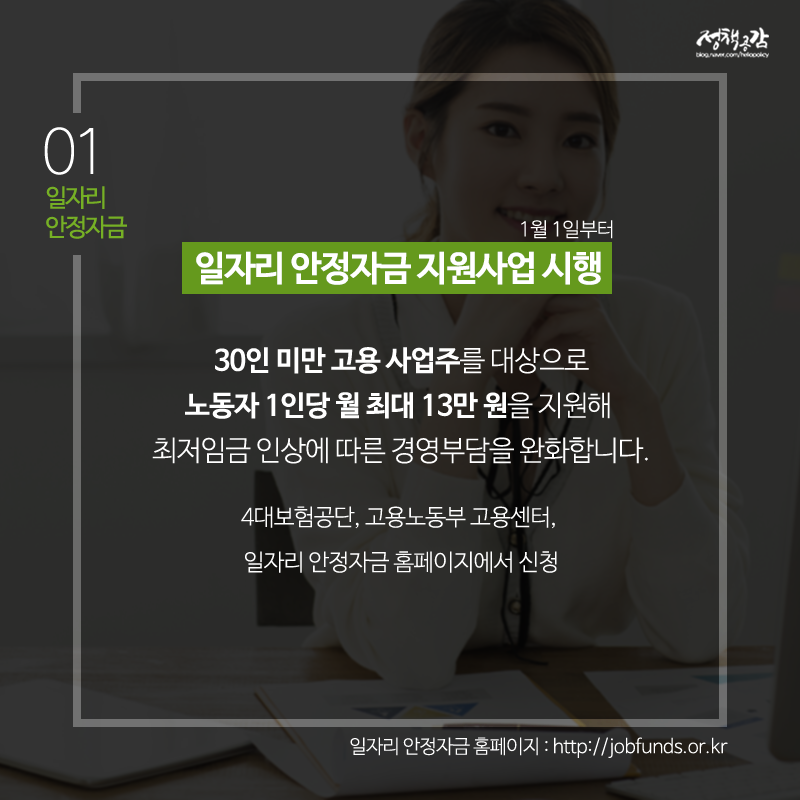 정책공감
blog.naver.com/hellopolicy
01
일자리
안정자금
1월 1일부터
일자리 안정자금 지원사업 시행
30인 미만 고용 사업주를 대상으로
노동자 1인당 월 최대 13만 원을 지원해
최저임금 인상에 따른 경영부담을 완화합니다.
4대보험공단, 고용노동부 고용센터,
일자리 안정자금 홈페이지에서 신청
일자리 안정자금 홈페이지 : http://jobfunds.or.kr